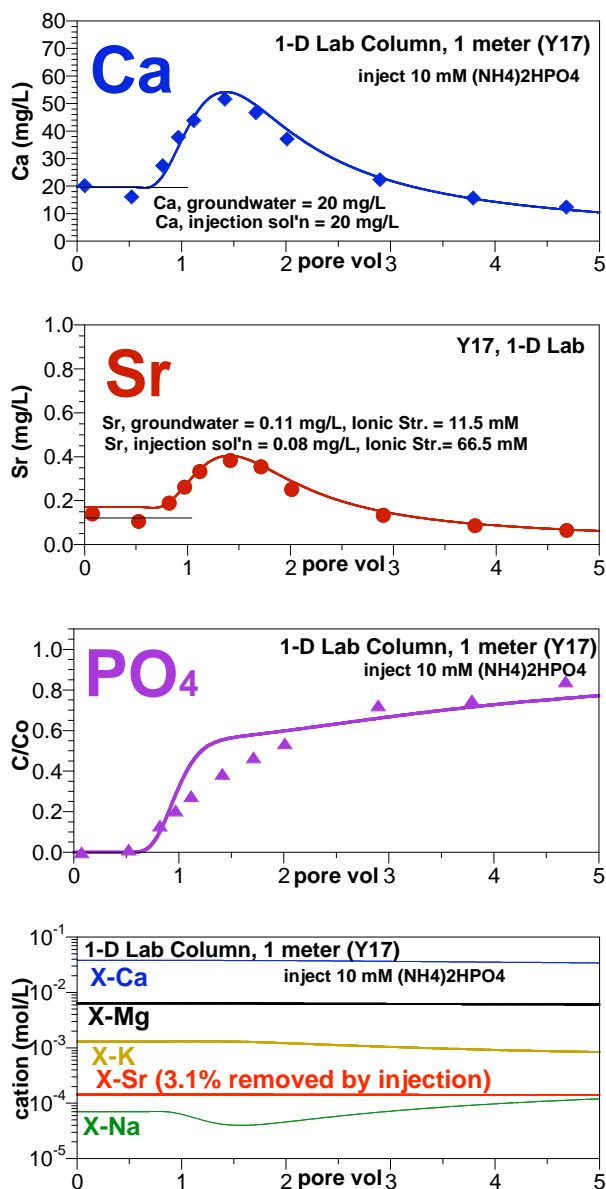 80
70
60
50
40
30
20
10
0
Ca (mg/L)
Ca
1-D Lab Column, 1 meter (Y17)
inject 10 mM (NH4)2HPO4
Ca, groundwater = 20 mg/L
Ca, injection sol'n = 20 mg/L
0 1 2 3 4 5
pore vol
1.0
0.8
0.6
0.4
0.2
0.0
Sr (mg/L)
Sr
Y17, 1-D Lab
Sr, groundwater = 0.11 mg/L, Ionic Str. = 11.5 mM
Sr, injection sol'n = 0.08 mg/L, Ionic Str.= 66.5 mM
0 1 2 3 4 5
pore vol
1.0
0.8
0.6
0.4
0.2
0.0
C/Co
PO4
1-D Lab Column, 1 meter (Y17)
inject 10 mM (NH4)2HPO4
0 1 2 3 4 5
pore vol
10-1
10-2
10-3
10-4
10-5
cation (mol/L)
1-D Lab Column, 1 meter (Y17)
X-Ca
inject 10 mM (NH4)2HPO4
X-Mg
X-K
X-Sr (3.1% removed by injection)
X-Na
0 1 2 3 4 5
pore vol